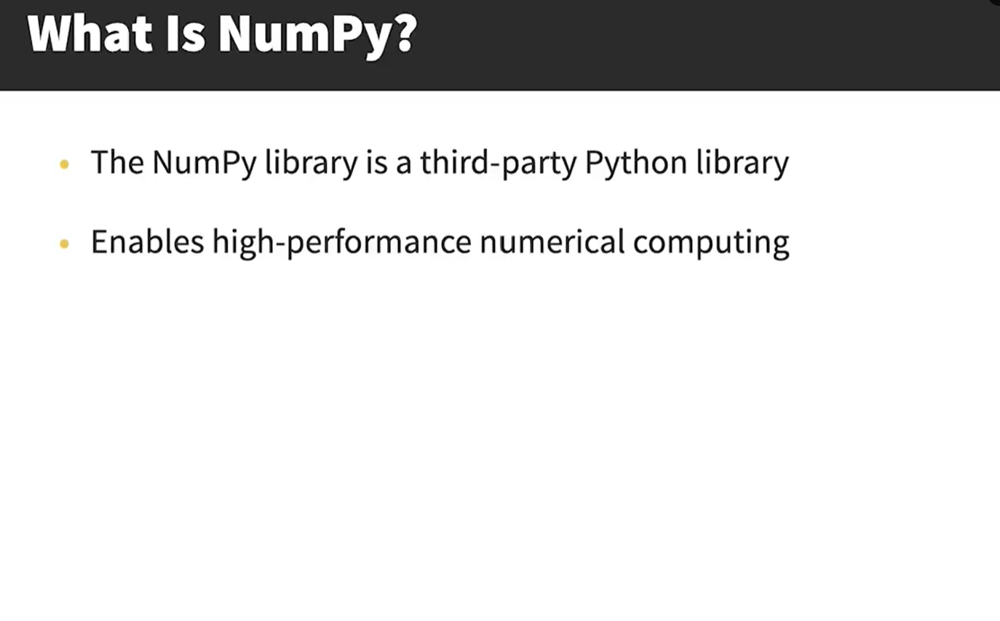 What Is NumPy?
The NumPy library is a third-party Python library
Enables high-performance numerical computing